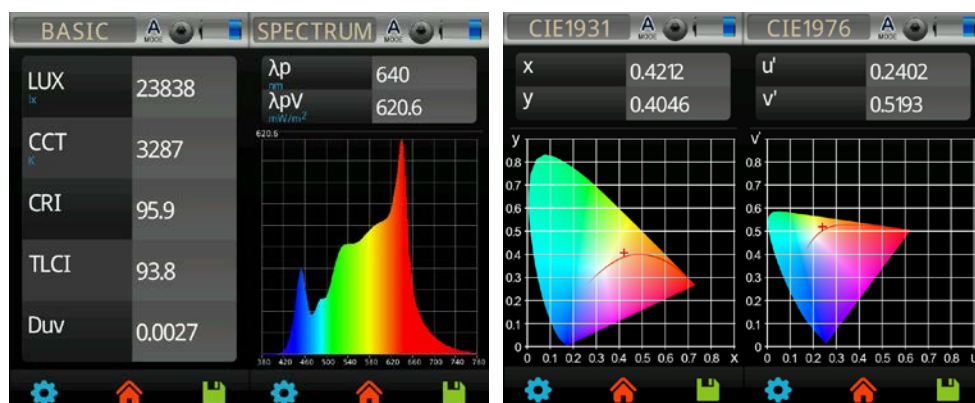 BASIC A MODE
LUX lx 23838
CCT K 3287
CRI 95.9
TLCI 93.8
Duv 0.0027
SPECTRUM A MODE
λp nm 640
λpV mW/m² 620.6
620.6
380 420 460 500 540 580 620 660 700 740 780
CIE1931 A MODE
x 0.4212
y 0.4046
y
0.8
0.7
0.6
0.5
0.4
0.3
0.2
0.1
0
0 0.1 0.2 0.3 0.4 0.5 0.6 0.7 0.8 x
CIE1976 A MODE
u' 0.2402
v' 0.5193
v'
0.8
0.7
0.6
0.5
0.4
0.3
0.2
0.1
0
0 0.1 0.2 0.3 0.4 0.5 0.6 0.7 0.8